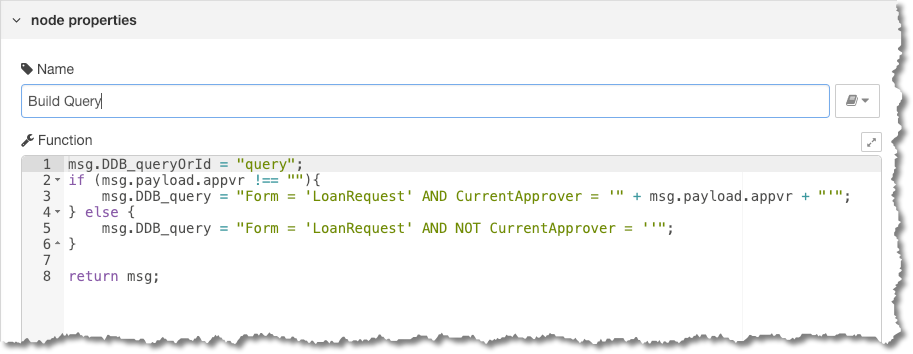 node properties
Name
Build Query
Function
1 msg.DDB_queryOrId = "query";
2 if (msg.payload.appvr !== ""){
3 msg.DDB_query = "Form = 'LoanRequest' AND CurrentApprover = '" + msg.payload.appvr + "'";
4 } else {
5 msg.DDB_query = "Form = 'LoanRequest' AND NOT CurrentApprover = ''";
6 }
7
8 return msg;